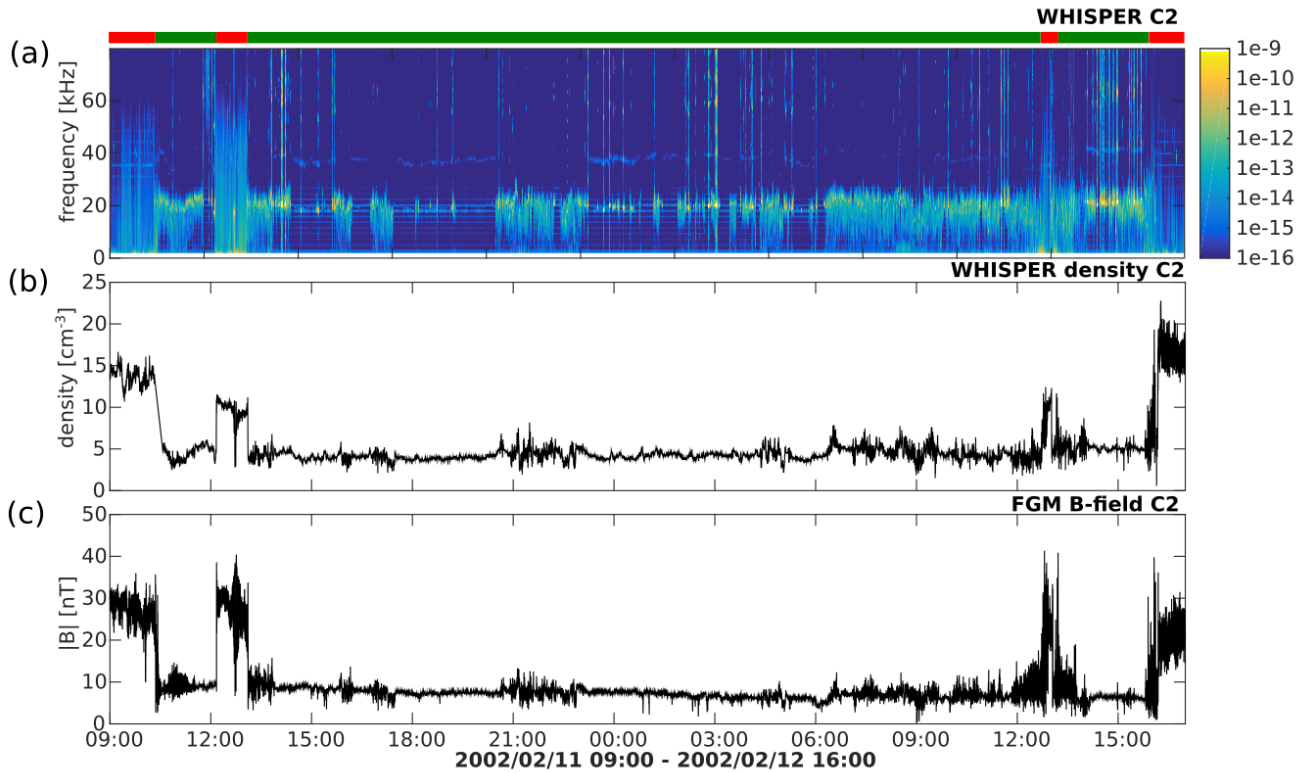 WHISPER C2
(a)
frequency [kHz]
60
40
20
0
1e-9
1e-10
1e-11
1e-12
1e-13
1e-14
1e-15
1e-16
WHISPER density C2
(b)
density [cm-3]
25
20
15
10
5
0
FGM B-field C2
(c)
|B| [nT]
50
40
30
20
10
0
09:00 12:00 15:00 18:00 21:00 00:00 03:00 06:00 09:00 12:00 15:00
2002/02/11 09:00 - 2002/02/12 16:00